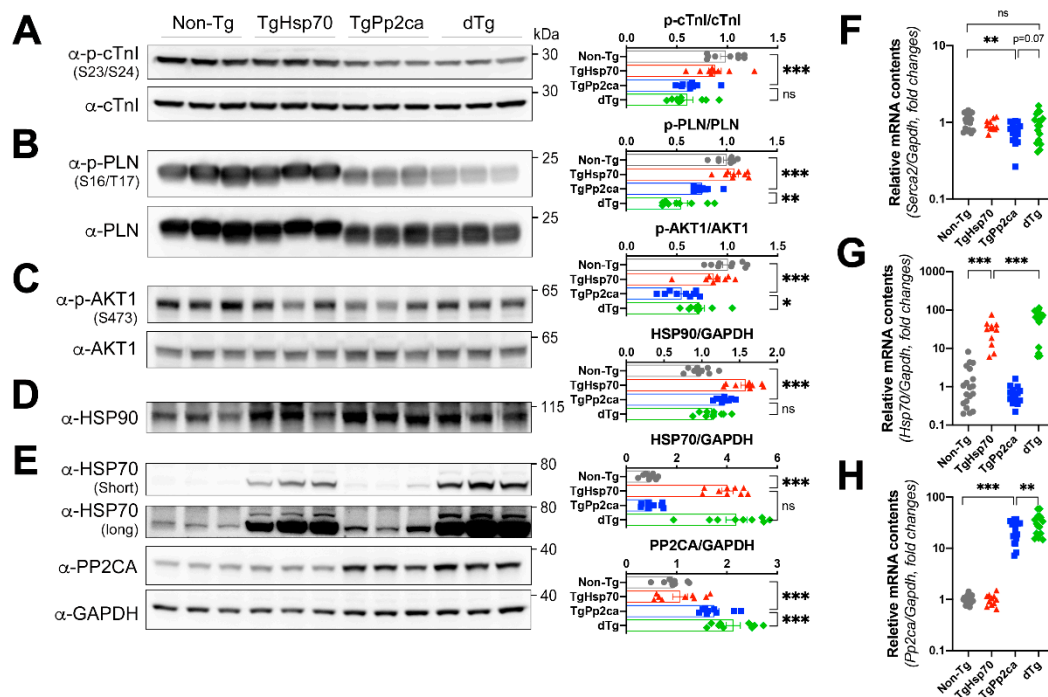 A
Non-Tg TgHsp70 TgPp2ca dTg
kDa
α-p-cTnI
(S23/S24)
30
α-cTnI
30
B
α-p-PLN
(S16/T17)
25
α-PLN
25
C
α-p-AKT1
(S473)
65
α-AKT1
65
D
α-HSP90
115
E
α-HSP70
(Short)
80
α-HSP70
(long)
80
α-PP2CA
40
α-GAPDH
40
p-cTnI/cTnI
0.0 0.5 1.0 1.5
Non-Tg
TgHsp70
TgPp2ca
dTg
***
ns
p-PLN/PLN
0.0 0.5 1.0 1.5
Non-Tg
TgHsp70
TgPp2ca
dTg
***
**
p-AKT1/AKT1
0.0 0.5 1.0 1.5
Non-Tg
TgHsp70
TgPp2ca
dTg
***
*
HSP90/GAPDH
0.0 0.5 1.0 1.5 2.0
Non-Tg
TgHsp70
TgPp2ca
dTg
***
ns
HSP70/GAPDH
0 2 4 6
Non-Tg
TgHsp70
TgPp2ca
dTg
***
ns
PP2CA/GAPDH
0 1 2 3
Non-Tg
TgHsp70
TgPp2ca
dTg
***
***
F
Relative mRNA contents
(Serca2/Gapdh, fold changes)
ns
** p=0.07
10
1
0.1
Non-Tg TgHsp70 TgPp2ca dTg
G
Relative mRNA contents
(Hsp70/Gapdh, fold changes)
*** ***
1000
100
10
1
0.1
Non-Tg TgHsp70 TgPp2ca dTg
H
Reletive mRNA contents
(Pp2ca/Gapdh, fold changes)
*** **
100
10
1
0.1
Non-Tg TgHsp70 TgPp2ca dTg